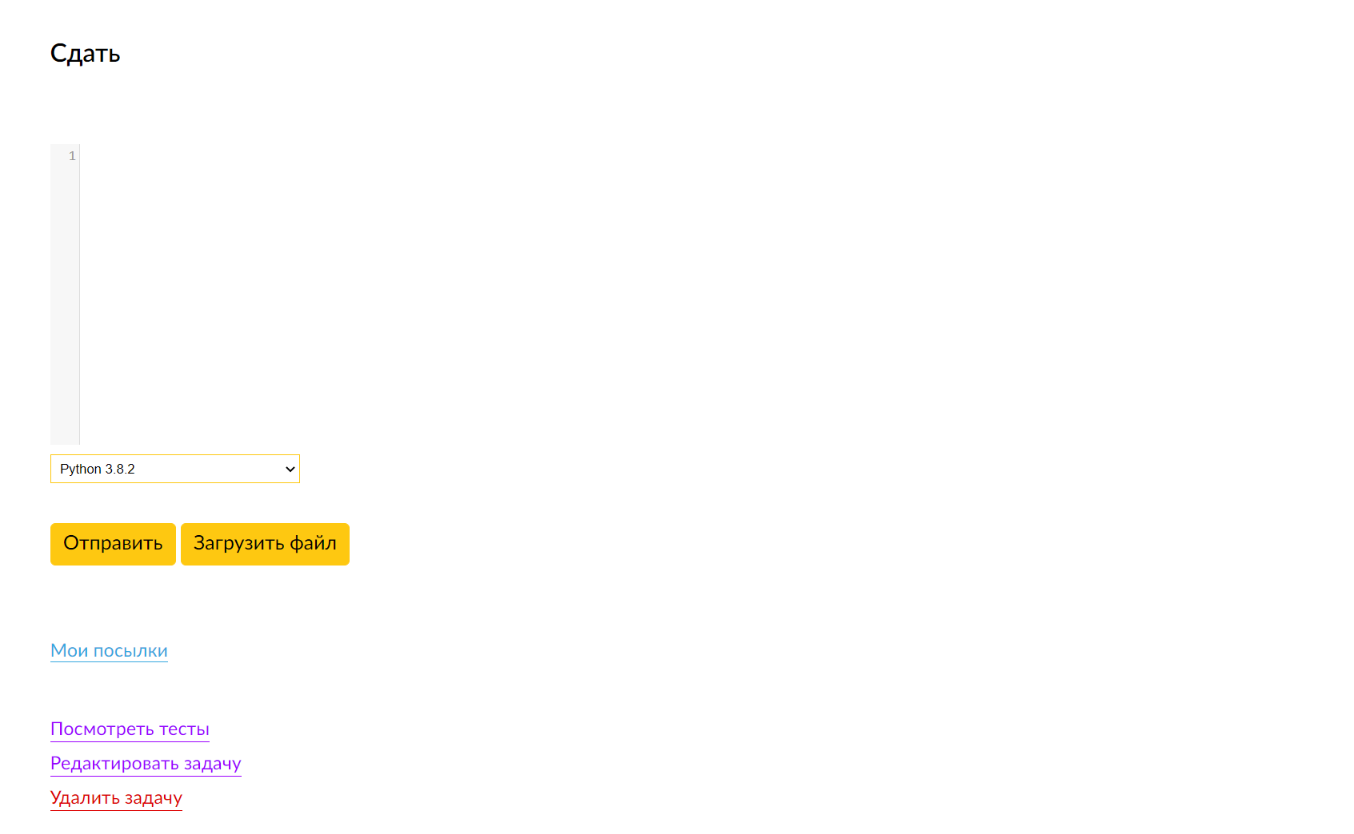 Сдать
1
Python 3.8.2
Отправить Загрузить файл
Мои посылки
Посмотреть тесты
Редактировать задачу
Удалить задачу